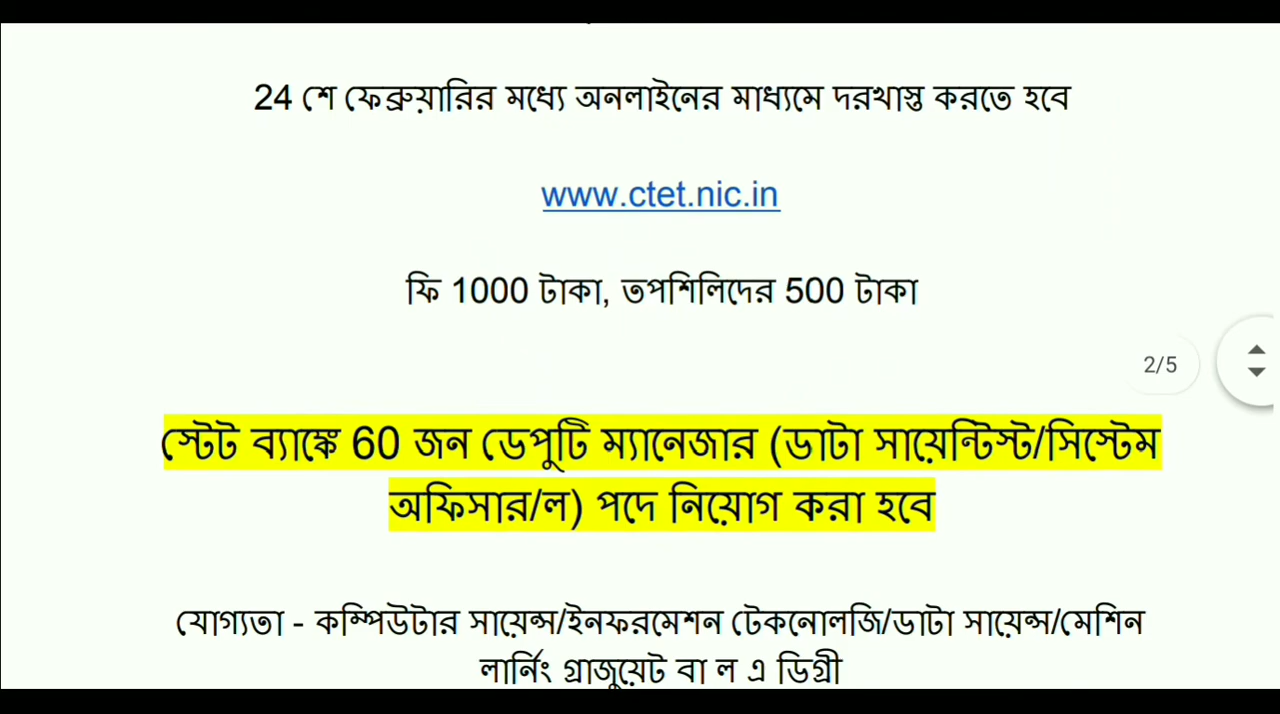 24 শে ফেব্রুয়ারির মধ্যে অনলাইনের মাধ্যমে দরখাস্ত করতে হবে
www.ctet.nic.in
ফি 1000 টাকা, তপশিলিদের 500 টাকা
2/5
স্টেট ব্যাঙ্কে 60 জন ডেপুটি ম্যানেজার (ডাটা সায়েন্টিস্ট/সিস্টেম
অফিসার/ল) পদে নিয়োগ করা হবে
যোগ্যতা - কম্পিউটার সায়েন্স/ইনফরমেশন টেকনোলজি/ডাটা সায়েন্স/মেশিন
লার্নিং গ্রাজুয়েট বা ল এ ডিগ্রী